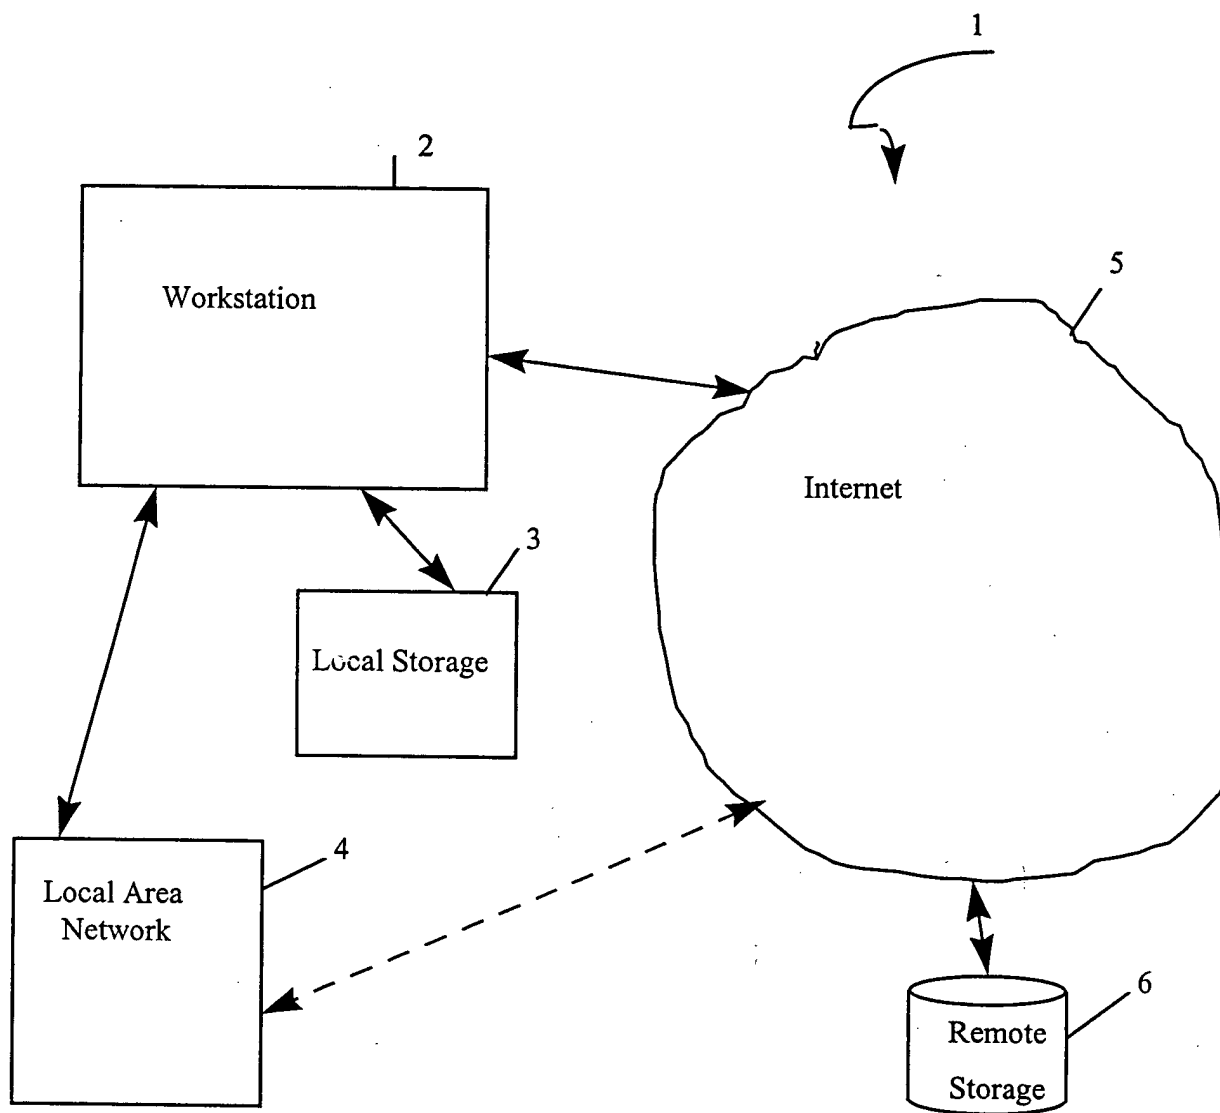 1
2
Workstation
5
Internet
3
Local Storage
4
Local Area
Network
6
Remote
Storage